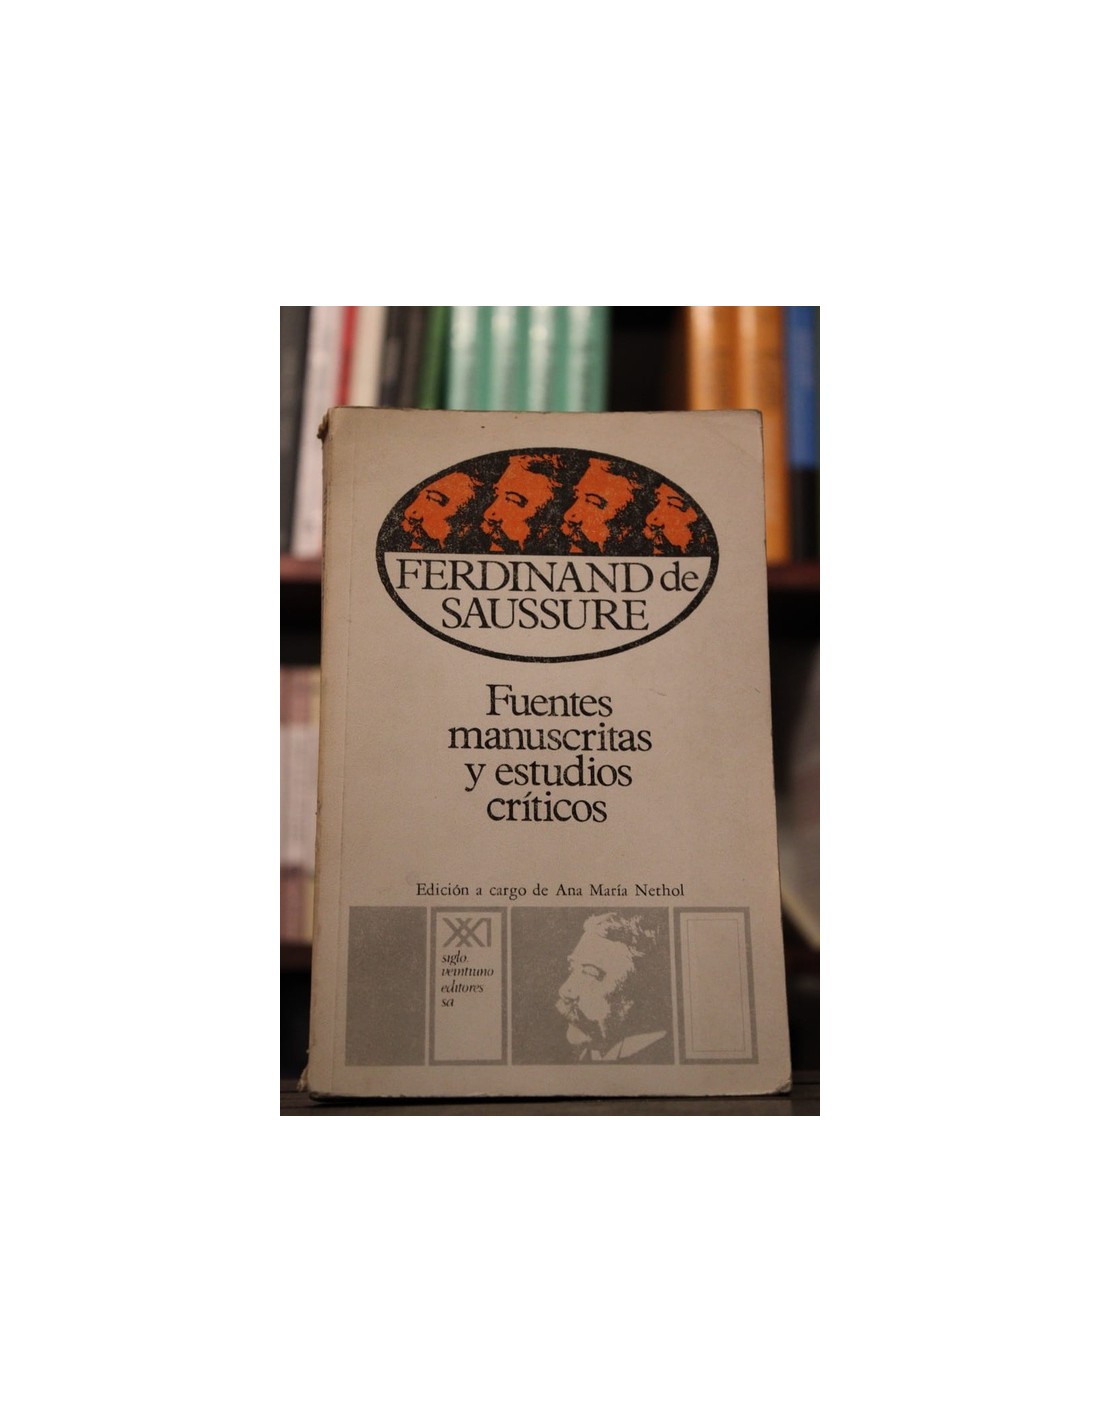 FERDINAND de
SAUSSURE
Fuentes
manuscritas
y estudios
críticos
Edición a cargo de Ana María Nethol
XXI
siglo
veintiuno
editores
sa